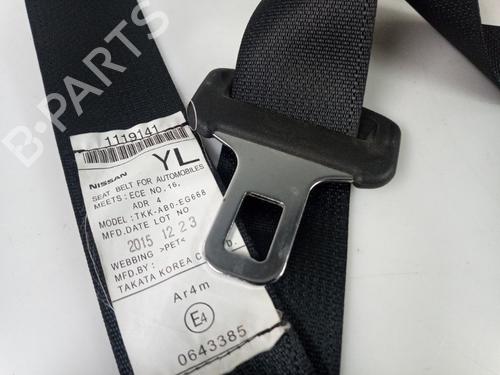 1119141
NISSAN YL
SEAT BELT FOR AUTOMOBILES
MEETS: ECE NO. 16,
ADR 4
MODEL: TKK-AB0-EG668
MFD.DATE LOT NO
2015 12 23
WEBBING >PET<
MFD.BY:
TAKATA KOREA.C D.
Ar4m
E4
0643385
B-PARTS